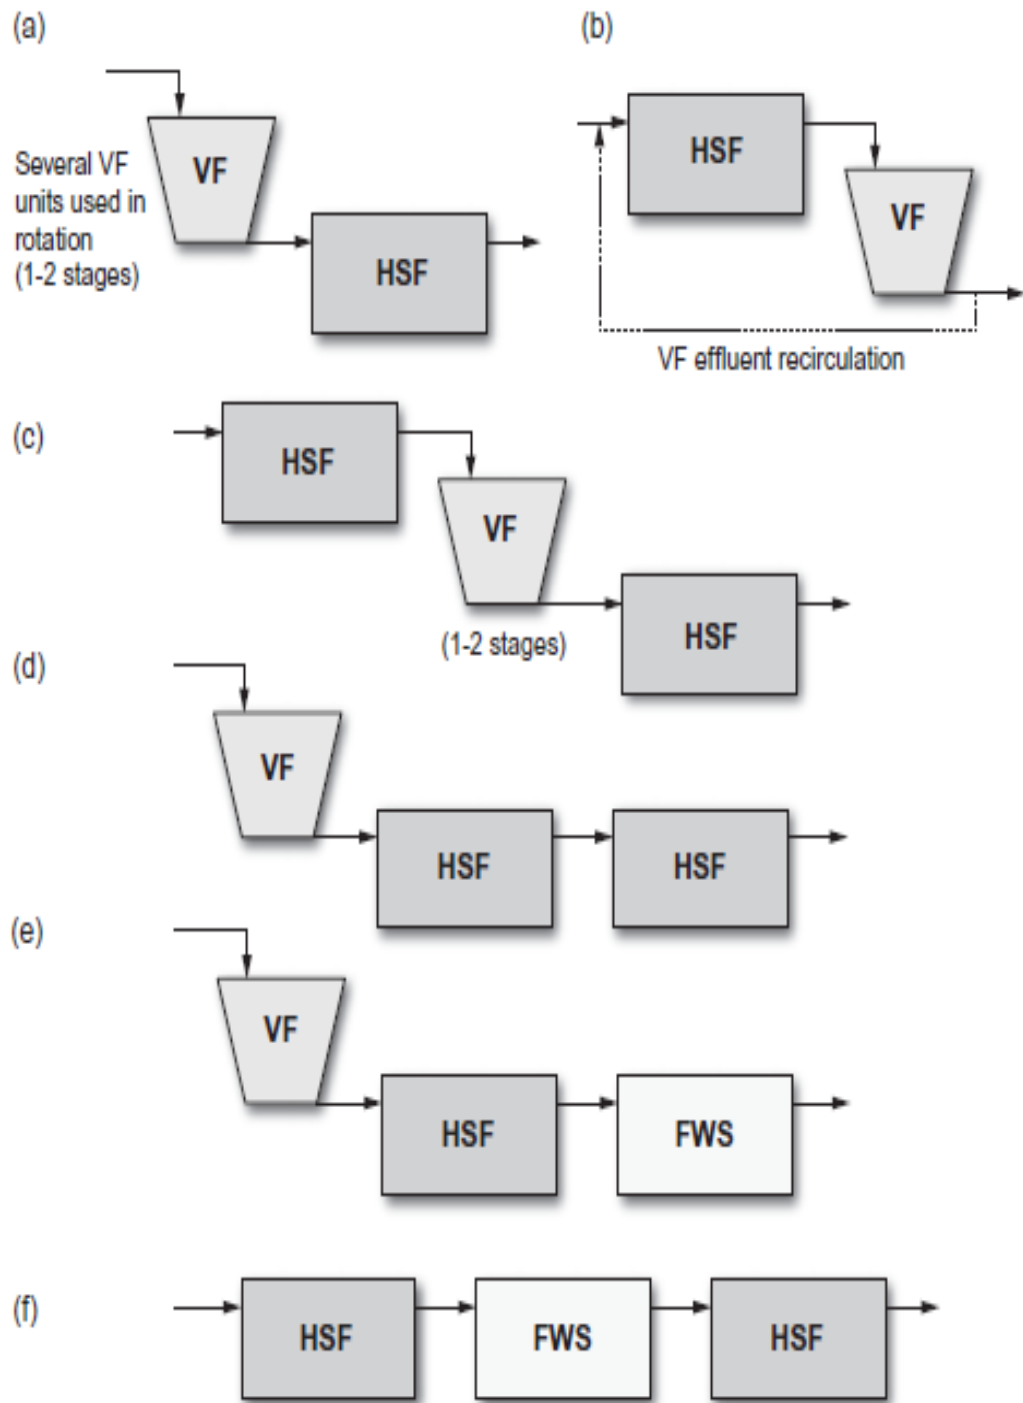 (a)
VF
Several VF
units used in
rotation
(1-2 stages)
HSF
(b)
HSF
VF
VF effluent recirculation
(c)
HSF
VF
(1-2 stages)
HSF
(d)
VF
HSF
HSF
(e)
VF
HSF
FWS
(f)
HSF
FWS
HSF